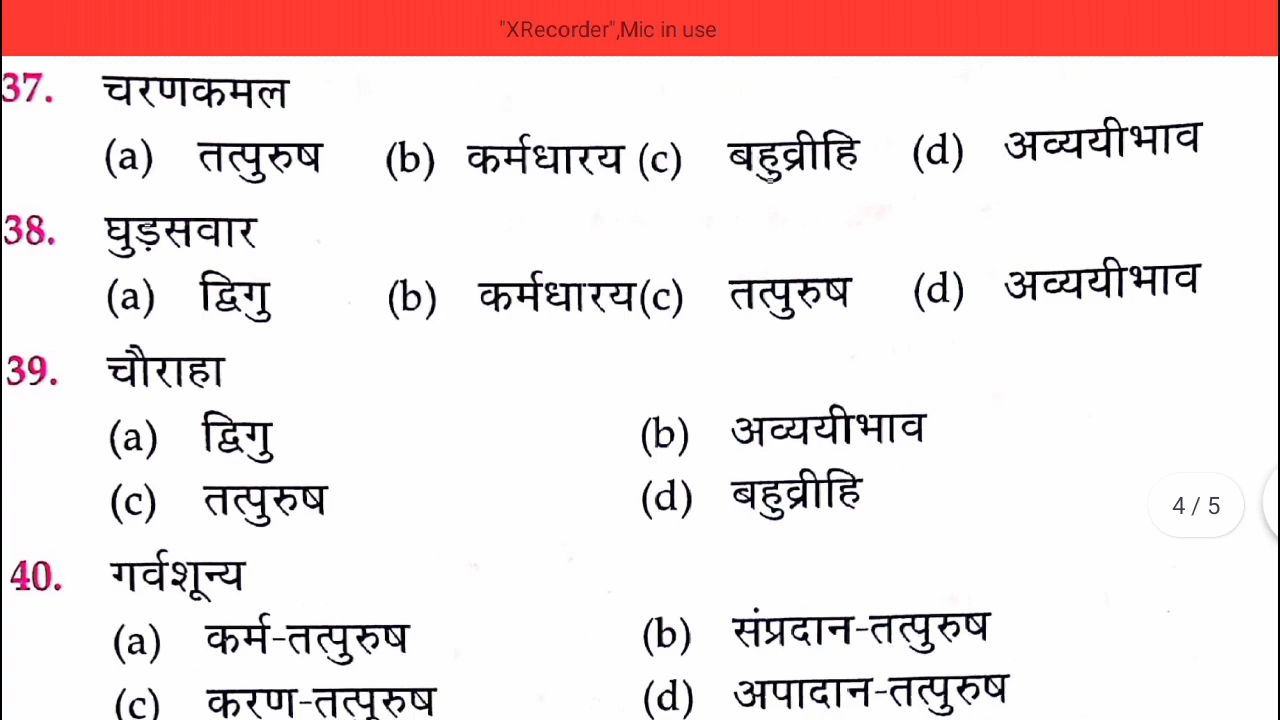 "XRecorder",Mic in use
37. चरणकमल
(a) तत्पुरुष (b) कर्मधारय (c) बहुव्रीहि (d) अव्ययीभाव
38. घुड़सवार
(a) द्विगु (b) कर्मधारय(c) तत्पुरुष (d) अव्ययीभाव
39. चौराहा
(a) द्विगु (b) अव्ययीभाव
(c) तत्पुरुष (d) बहुव्रीहि
4 / 5
40. गर्वशून्य
(a) कर्म-तत्पुरुष (b) संप्रदान-तत्पुरुष
(c) करण-तत्पुरुष (d) अपादान-तत्पुरुष